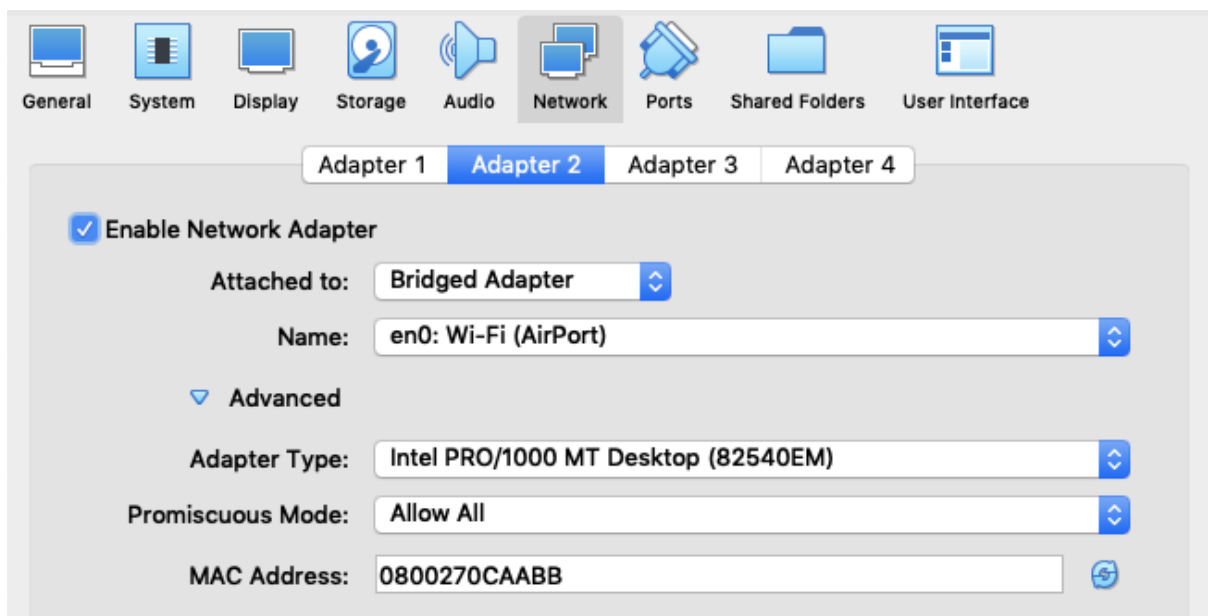 General System Display Storage Audio Network Ports Shared Folders User Interface
Adapter 1 Adapter 2 Adapter 3 Adapter 4
Enable Network Adapter
Attached to: Bridged Adapter
Name: en0: Wi-Fi (AirPort)
Advanced
Adapter Type: Intel PRO/1000 MT Desktop (82540EM)
Promiscuous Mode: Allow All
MAC Address: 0800270CAABB